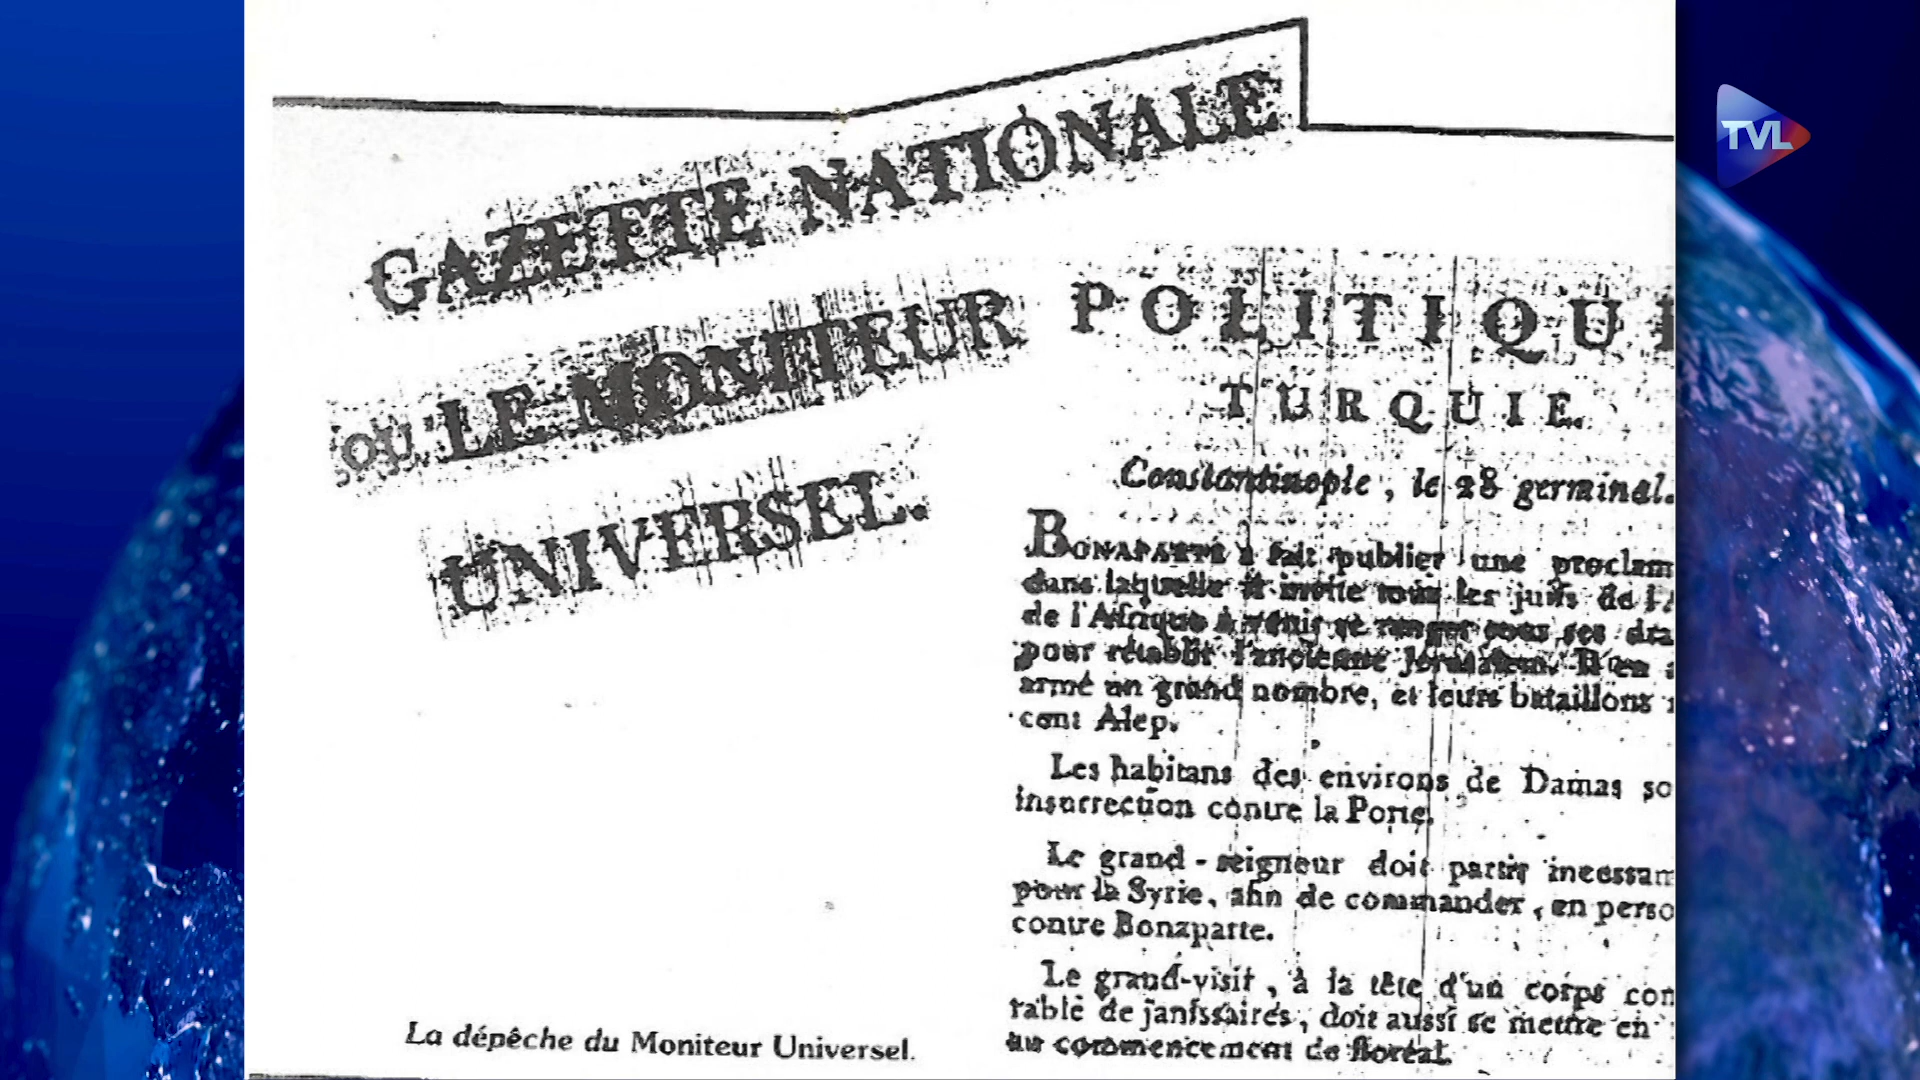 GAZETTE NATIONALE
OU LE MONITEUR
UNIVERSEL.
POLITIQUE
TURQUIE.
Constantinople, le 28 germinal.
BONAPARTE a fait publier une proclam
dans laquelle il invite tous les juifs de l'A
de l'Afrique à venir se ranger sous ses dra
pour rétablir l'ancienne Jérusalem. Il en a
armé un grand nombre, et leurs bataillons
cent Alep.
Les habitans des environs de Damas so
insurrection contre la Porte.
Le grand-seigneur doit partir incessam
pour la Syrie, afin de commander, en perso
contre Bonaparte.
Le grand-visir, à la tête d'un corps con
rable de janissaires, doit aussi se mettre en
au commencement de floréal.
La dépêche du Moniteur Universel.
TVL